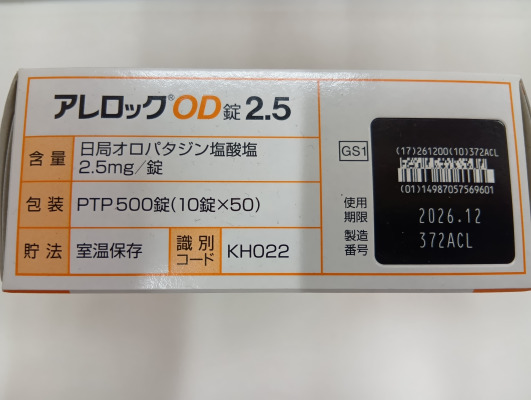 アレロック®OD錠2.5
含量 日局オロパタジン塩酸塩
2.5mg/錠
包装 PTP500錠(10錠×50)
貯法 室温保存 識別コード KH022
GS1
(17)261200(10)372ACL
(01)14987057569601
使用期限 2026.12
製造番号 372ACL